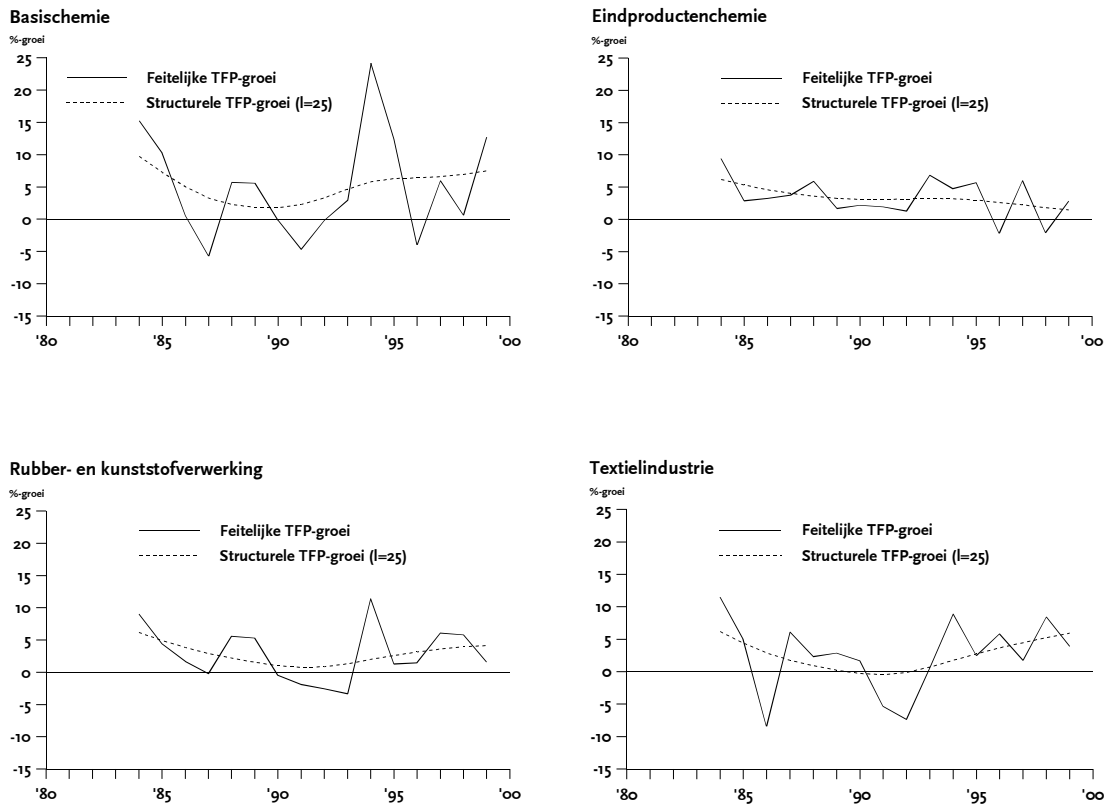 Basischemie
%-groei
25
20
15
10
5
0
-5
-10
-15
'80 '85 '90 '95 '00
Feitelijke TFP-groei
Structurele TFP-groei (l=25)
Eindproductenchemie
%-groei
25
20
15
10
5
0
-5
-10
-15
'80 '85 '90 '95 '00
Feitelijke TFP-groei
Structurele TFP-groei (l=25)
Rubber- en kunststofverwerking
%-groei
25
20
15
10
5
0
-5
-10
-15
'80 '85 '90 '95 '00
Feitelijke TFP-groei
Structurele TFP-groei (l=25)
Textielindustrie
%-groei
25
20
15
10
5
0
-5
-10
-15
'80 '85 '90 '95 '00
Feitelijke TFP-groei
Structurele TFP-groei (l=25)